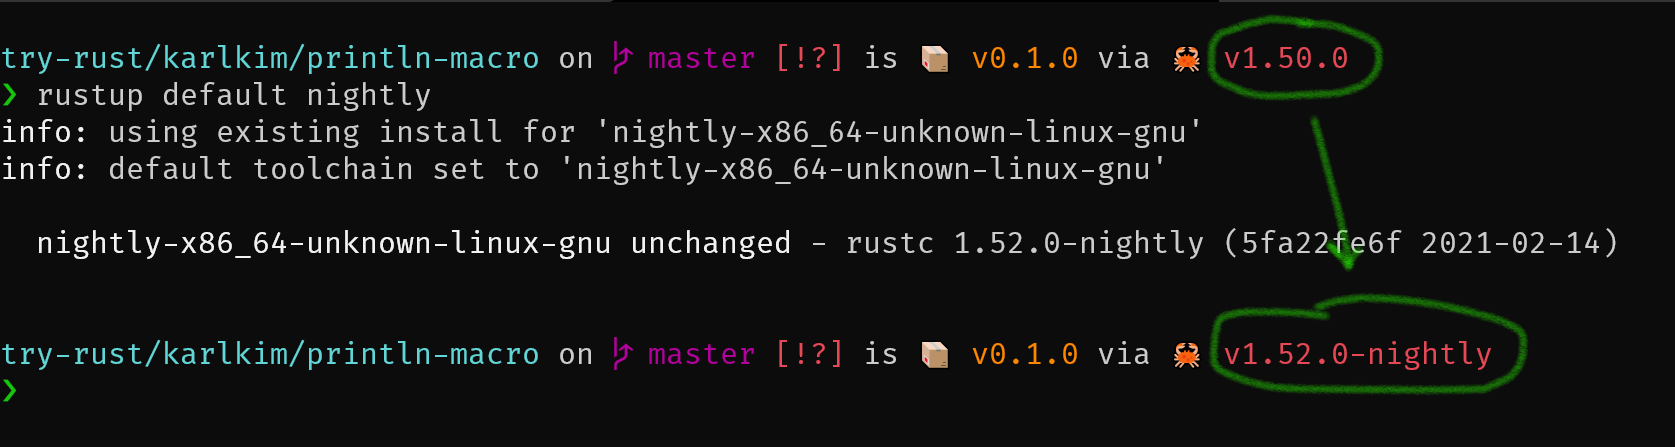 try-rust/karlkim/println-macro on master [!?] is 📦 v0.1.0 via 🦀 v1.50.0
❯ rustup default nightly
info: using existing install for 'nightly-x86_64-unknown-linux-gnu'
info: default toolchain set to 'nightly-x86_64-unknown-linux-gnu'
nightly-x86_64-unknown-linux-gnu unchanged - rustc 1.52.0-nightly (5fa22fe6f 2021-02-14)
try-rust/karlkim/println-macro on master [!?] is 📦 v0.1.0 via 🦀 v1.52.0-nightly
❯